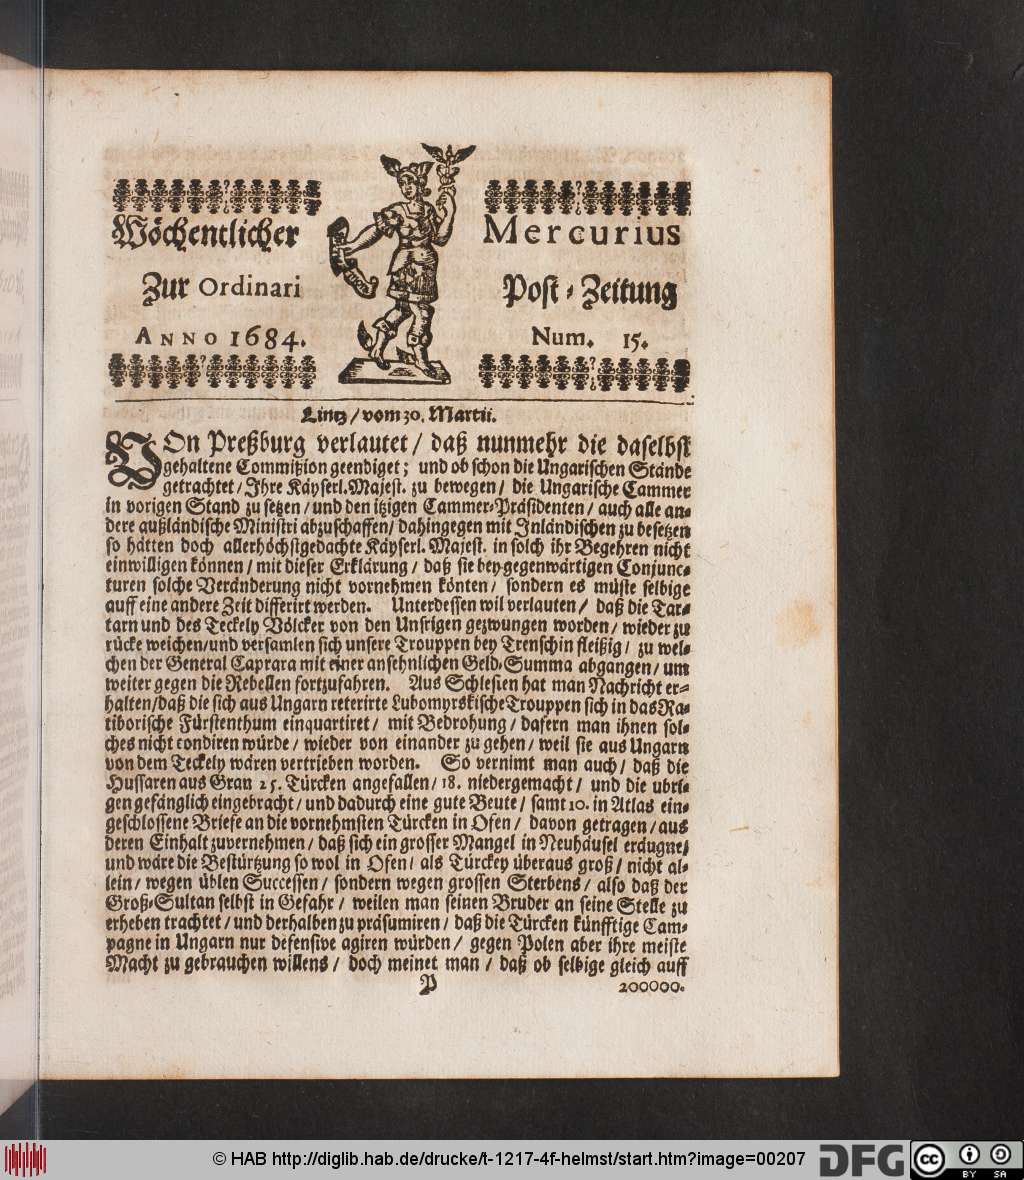 Wöchentlicher Mercurius
Zur Ordinari Post-Zeitung
ANNO 1684. Num. 15.
Lintz / vom 30. Martii.
VOn Preßburg verlautet / daß nunmehr die daselbst
gehaltene Commißion geendiget; und ob schon die Ungarischen Stände
getrachtet / Ihre Käyserl. Majest. zu bewegen / die Ungarische Cammer
in vorigen Stand zu setzen / und den itzigen Cammer-Präsidenten / auch alle an-
dere außländische Ministri abzuschaffen / dahingegen mit Inländischen zu besetzen
so hätten doch allerhöchstgedachte Käyserl. Majest. in solch ihr Begehren nicht
einwilligen können / mit dieser Erklärung / daß sie bey gegenwärtigen Conjunc-
turen solche Veränderung nicht vornehmen könten / sondern es müste selbige
auff eine andere Zeit differirt werden. Unterdessen wil verlauten / daß die Tar-
tarn und des Teckely Völcker von den Unsrigen gezwungen worden / wieder zu
rücke weichen / und versamlen sich unsere Trouppen bey Trenschin fleißig / zu wel-
chen der General Caprara mit einer ansehnlichen Geld-Summa abgangen / um
weiter gegen die Rebellen fortzufahren. Aus Schlesien hat man Nachricht er-
halten / daß die sich aus Ungarn reterirte Lubomyrskische Trouppen sich in das Ra-
tiborische Fürstenthum einquartiret / mit Bedrohung / dafern man ihnen sol-
ches nicht condiren würde / wieder von einander zu gehen / weil sie aus Ungarn
von dem Teckely wären vertrieben worden. So vernimt man auch / daß die
Hussaren aus Gran 25. Türcken angefallen / 18. niedergemacht / und die ubri-
gen gefänglich eingebracht / und dadurch eine gute Beute / samt 10. in Atlas ein-
geschlossene Briefe an die vornehmsten Türcken in Ofen / davon getragen / aus
deren Einhalt zuvernehmen / daß sich ein grosser Mangel in Neuhäusel erdugne /
und wäre die Bestürtzung so wol in Ofen / als Türckey überaus groß / nicht al-
lein / wegen üblen Successen / sondern wegen grossen Sterbens / also daß der
Groß-Sultan selbst in Gefahr / weilen man seinen Bruder an seine Stelle zu
erheben trachtet / und derhalben zu präsumiren / daß die Türcken künfftige Cam-
pagne in Ungarn nur defensive agiren würden / gegen Polen aber ihre meiste
Macht zu gebrauchen willens / doch meinet man / daß ob selbige gleich auff
P 200000.
© HAB http://diglib.hab.de/drucke/t-1217-4f-helmst/start.htm?image=00207
DFG
cc BY SA